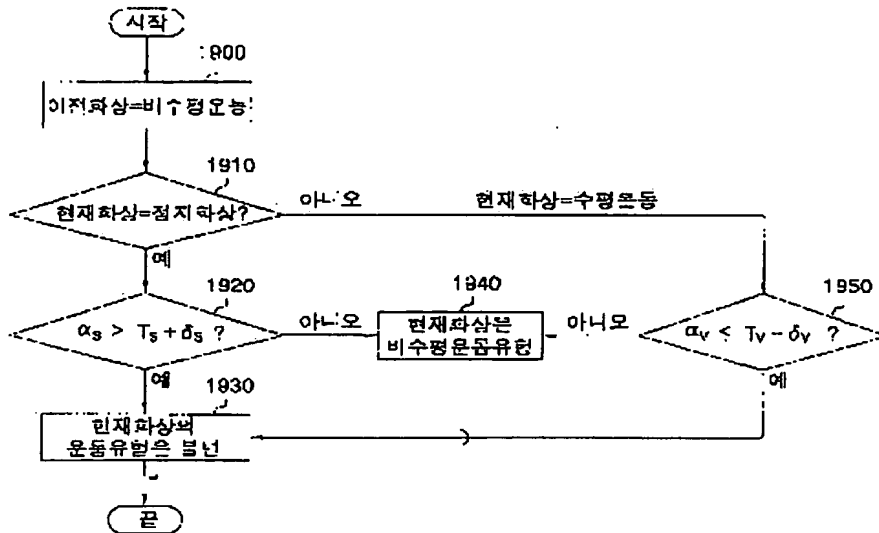 시작
1900
이전화상=비수평운동
1910
현재화상=정지화상?
아니오
현재화상=수평운동
예
1920
αs > Ts + δs ?
아니오
1940
현재화상은
비수평운동유형
아니오
1950
αv < Tv − δv ?
예
예
1930
현재화상의
운동유형은 불변
끝